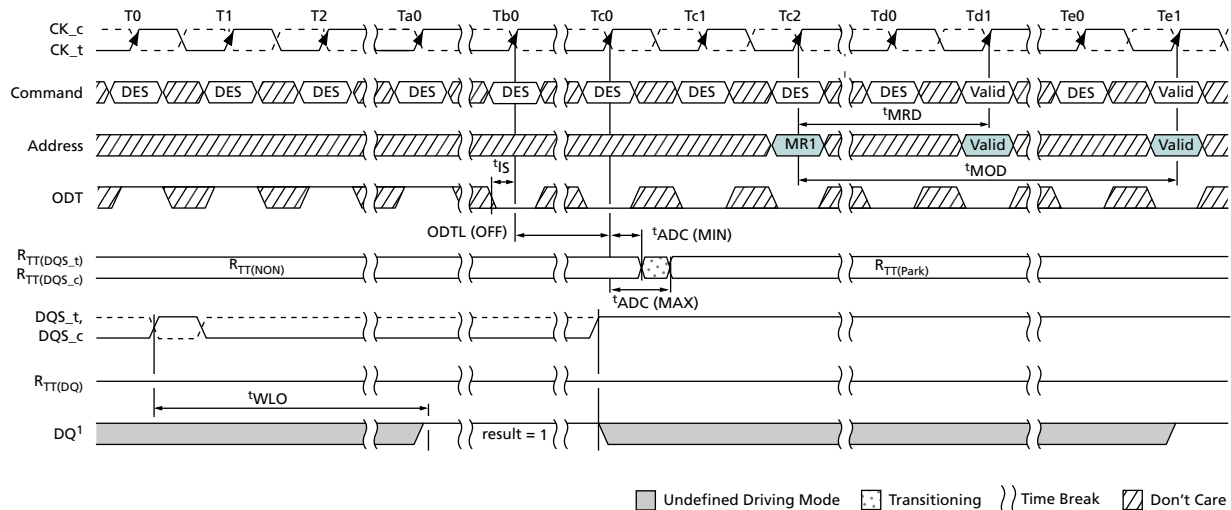 T0 T1 T2 Ta0 Tb0 Tc0 Tc1 Tc2 Td0 Td1 Te0 Te1
CK_c
CK_t
Command DES DES DES DES DES DES DES DES DES Valid DES Valid
tMRD
Address MR1 Valid Valid
tIS tMOD
ODT
ODTL (OFF) tADC (MIN)
RTT(DQS_t)
RTT(DQS_c) RTT(NON) RTT(Park)
tADC (MAX)
DQS_t,
DQS_c
RTT(DQ)
tWLO
DQ1 result = 1
Undefined Driving Mode Transitioning Time Break Don't Care